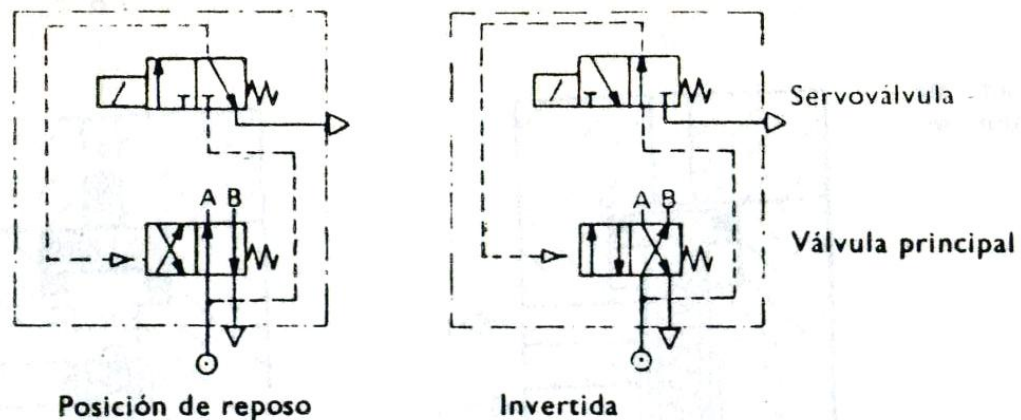 Servoválvula
A B
A B
Válvula principal
Posición de reposo
Invertida